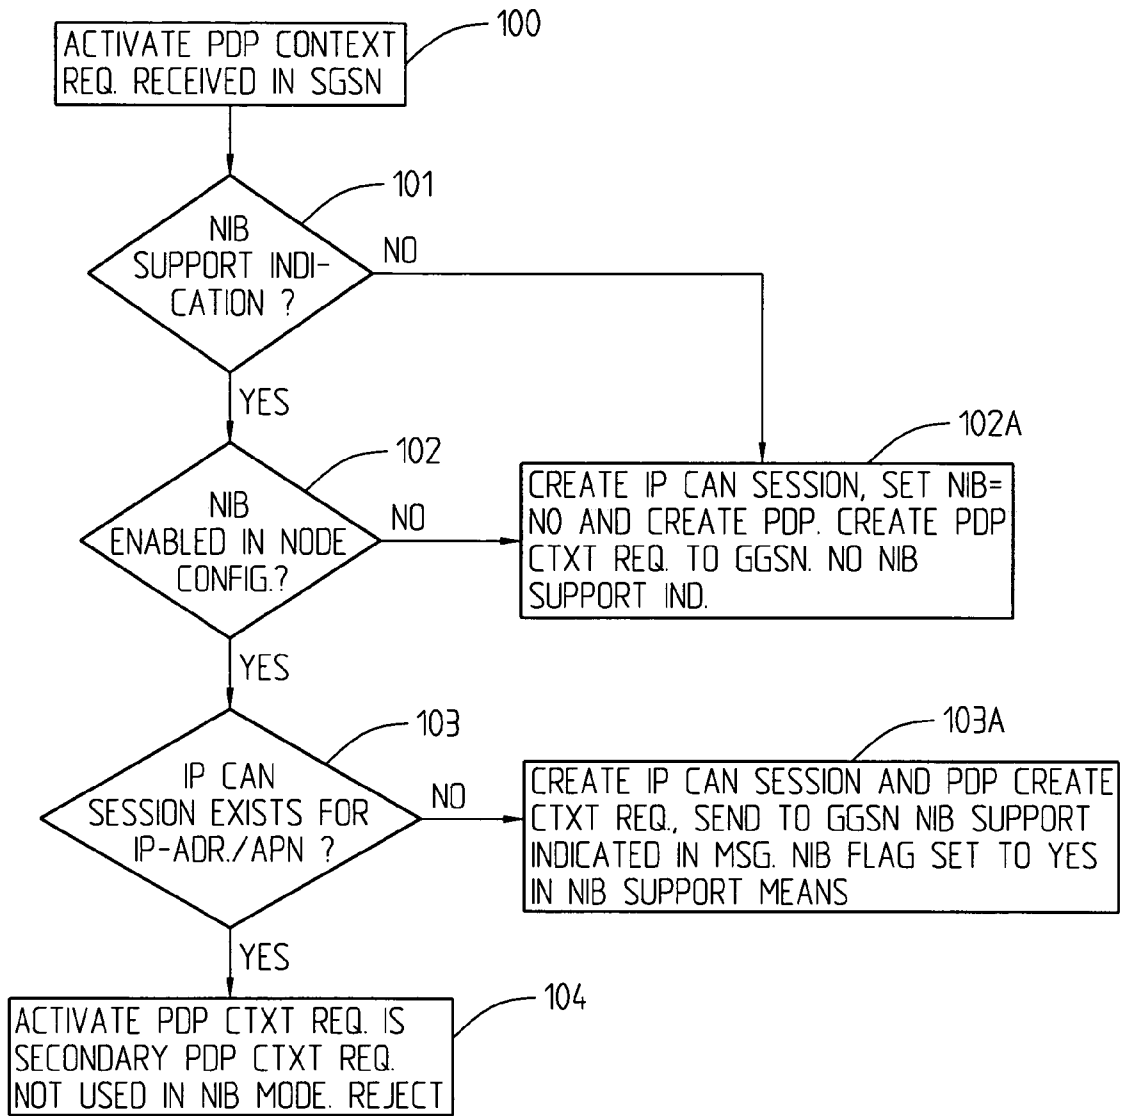 100
ACTIVATE PDP CONTEXT
REQ. RECEIVED IN SGSN
101
NIB
SUPPORT INDI-
CATION ?
NO
YES
102
NIB
ENABLED IN NODE
CONFIG.?
NO
102A
CREATE IP CAN SESSION, SET NIB=
NO AND CREATE PDP. CREATE PDP
CTXT REQ. TO GGSN. NO NIB
SUPPORT IND.
YES
103
IP CAN
SESSION EXISTS FOR
IP-ADR./APN ?
NO
103A
CREATE IP CAN SESSION AND PDP CREATE
CTXT REQ., SEND TO GGSN NIB SUPPORT
INDICATED IN MSG. NIB FLAG SET TO YES
IN NIB SUPPORT MEANS
YES
104
ACTIVATE PDP CTXT REQ. IS
SECONDARY PDP CTXT REQ.
NOT USED IN NIB MODE. REJECT